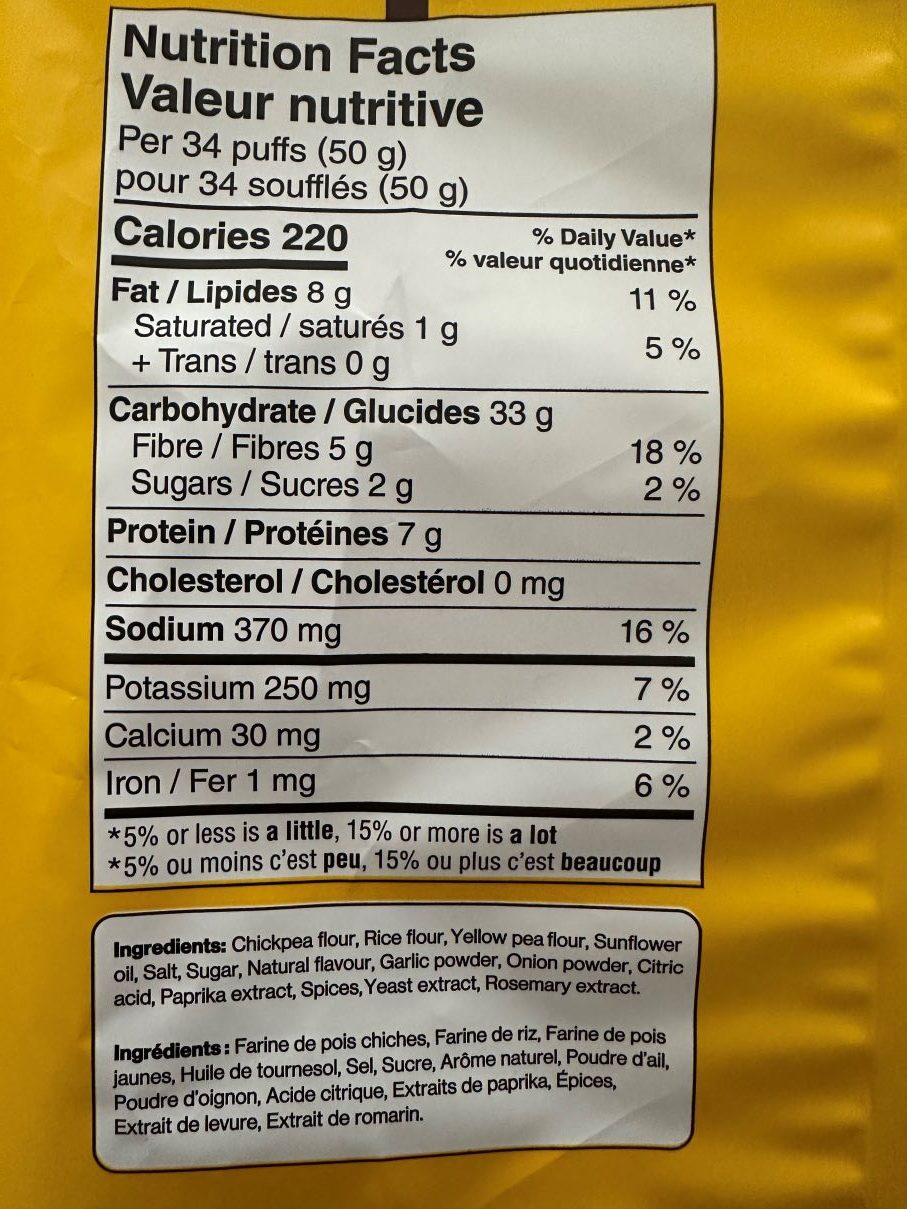 Nutrition Facts
Valeur nutritive
Per 34 puffs (50 g)
pour 34 soufflés (50 g)
Calories 220
% Daily Value*
% valeur quotidienne*
Fat / Lipides 8 g 11 %
Saturated / saturés 1 g
+ Trans / trans 0 g 5 %
Carbohydrate / Glucides 33 g
Fibre / Fibres 5 g 18 %
Sugars / Sucres 2 g 2 %
Protein / Protéines 7 g
Cholesterol / Cholestérol 0 mg
Sodium 370 mg 16 %
Potassium 250 mg 7 %
Calcium 30 mg 2 %
Iron / Fer 1 mg 6 %
*5% or less is a little, 15% or more is a lot
*5% ou moins c'est peu, 15% ou plus c'est beaucoup
Ingredients: Chickpea flour, Rice flour, Yellow pea flour, Sunflower
oil, Salt, Sugar, Natural flavour, Garlic powder, Onion powder, Citric
acid, Paprika extract, Spices, Yeast extract, Rosemary extract.
Ingrédients: Farine de pois chiches, Farine de riz, Farine de pois
jaunes, Huile de tournesol, Sel, Sucre, Arôme naturel, Poudre d'ail,
Poudre d'oignon, Acide citrique, Extraits de paprika, Épices,
Extrait de levure, Extrait de romarin.